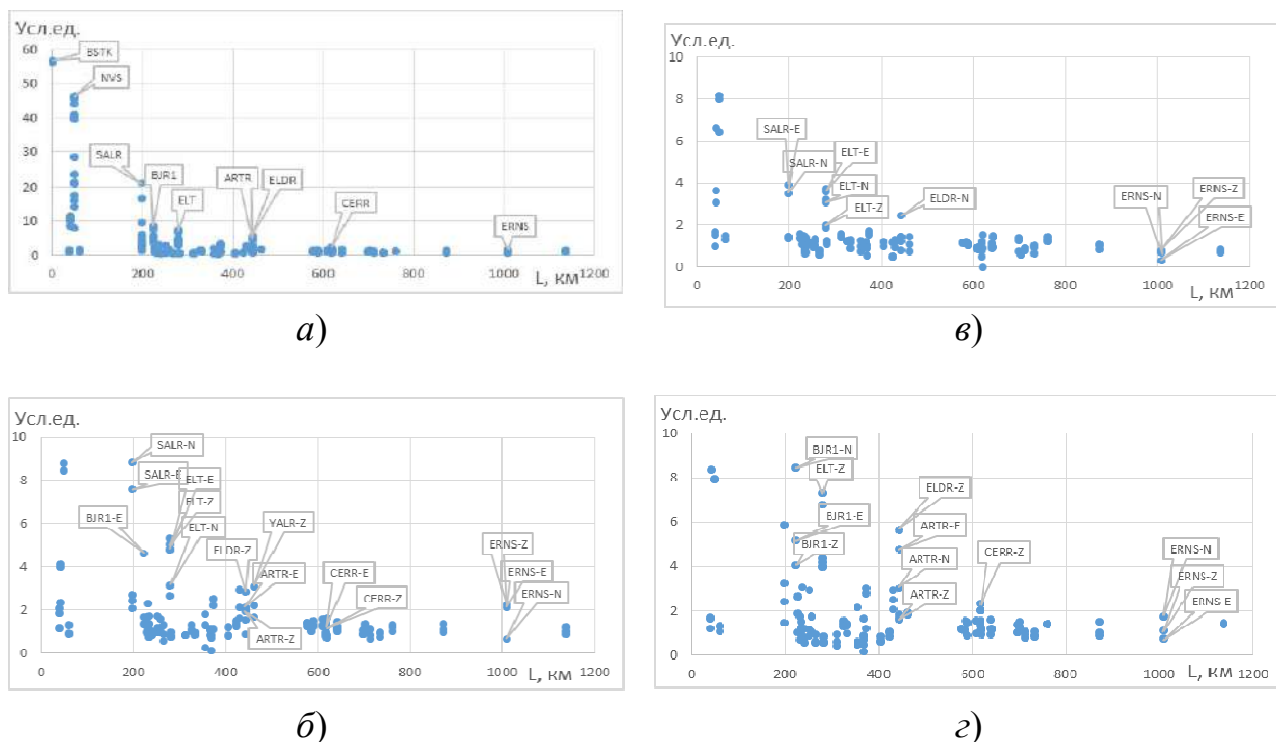 Усл.ед.
60
50
40
30
20
10
0
BSTK
NVS
SALR
BJR1
ELT
ARTR
ELDR
CERR
ERNS
0 200 400 600 800 1000 1200
L, км
а)
Усл.ед.
10
8
6
4
2
0
SALR-E
SALR-N
ELT-E
ELT-N
ELT-Z
ELDR-N
ERNS-N
ERNS-Z
ERNS-E
0 200 400 600 800 1000 1200
L, км
в)
Усл.ед.
10
8
6
4
2
0
SALR-N
SALR-E
ELT-E
ELT-Z
BJR1-E
ELT-N
YALR-Z
ELDR-Z
ARTR-E
ARTR-Z
CERR-E
CERR-Z
ERNS-Z
ERNS-E
ERNS-N
0 200 400 600 800 1000 1200
L, км
б)
Усл.ед.
10
8
6
4
2
0
BJR1-N
ELT-Z
BJR1-E
BJR1-Z
ELDR-Z
ARTR-E
ARTR-N
ARTR-Z
CERR-Z
ERNS-N
ERNS-Z
ERNS-E
0 200 400 600 800 1000 1200
L, км
г)